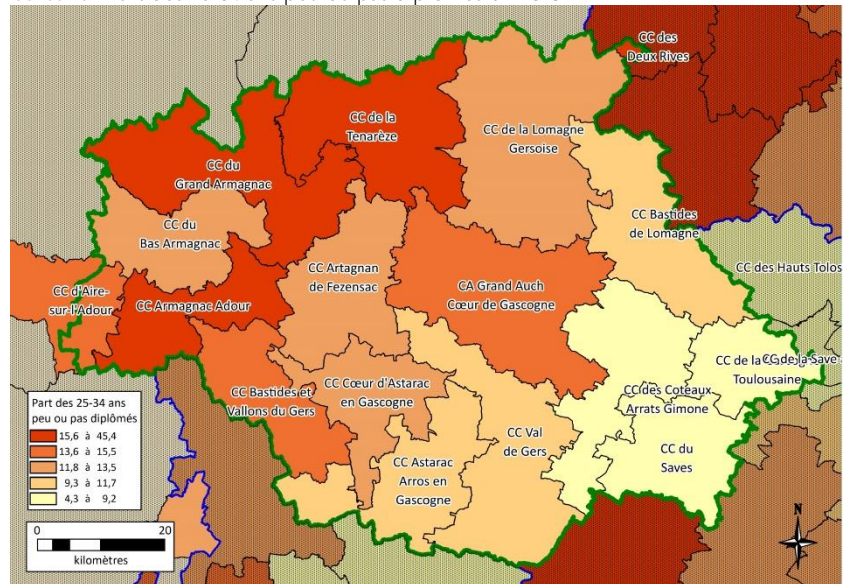 CC des
Deux Rives
CC de la
Tenarèze
CC de la Lomagne
Gersoise
CC du
Grand Armagnac
CC Bastides
de Lomagne
CC du
Bas Armagnac
CC Artagnan
de Fezensac
CC des Hauts Tolos
CA Grand Auch
Cœur de Gascogne
CC d'Aire-
sur-l'Adour
CC Armagnac Adour
CC de la
Toulousaine
CC de la Save
CC Bastides et
Vallons du Gers
CC Cœur d'Astarac
en Gascogne
CC des Coteaux
Arrats Gimone
CC Val
de Gers
CC du
Saves
CC Astarac
Arros en
Gascogne
Part des 25-34 ans
peu ou pas diplômés
15,6 à 45,4
13,6 à 15,5
11,8 à 13,5
9,3 à 11,7
4,3 à 9,2
0 20
kilomètres
N